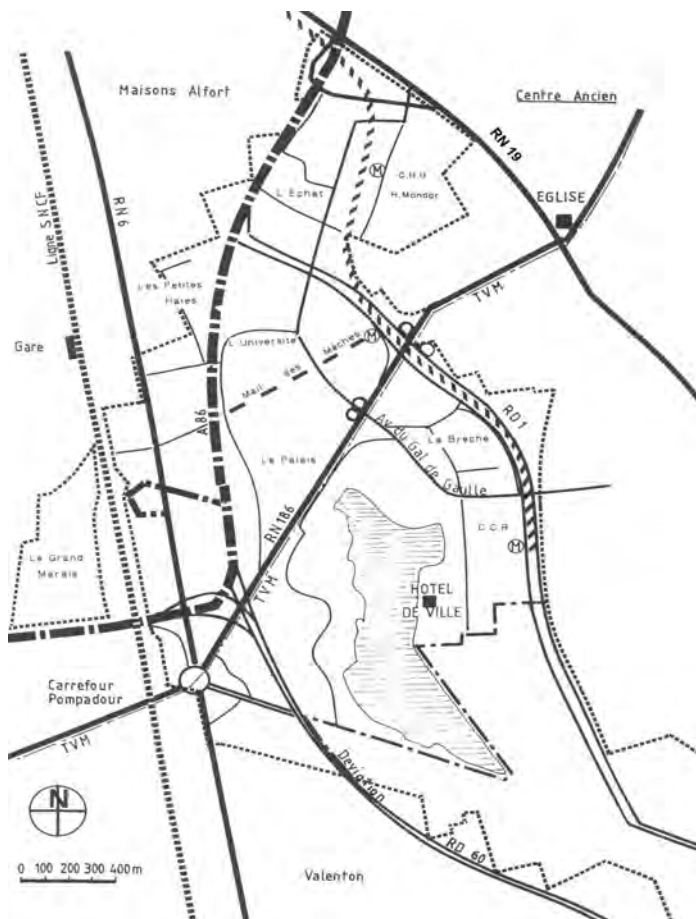 Maisons Alfort
Centre Ancien
RN 19
Ligne SNCF
RN 6
M
C.H.U
H. Mondor
L'Echat
EGLISE
Les Petites
Haies
TVM
Gare
L'Université
M
Mail des Mèches
A 86
RD 1
Av du Gal de Gaulle
La Brèche
Le Palais
RN 186
C.C.R
M
Le Grand
Marais
TVM
HOTEL
DE VILLE
Carrefour
Pompadour
TVM
Déviation
N
0 100 200 300 400 m
RD 60
Valenton